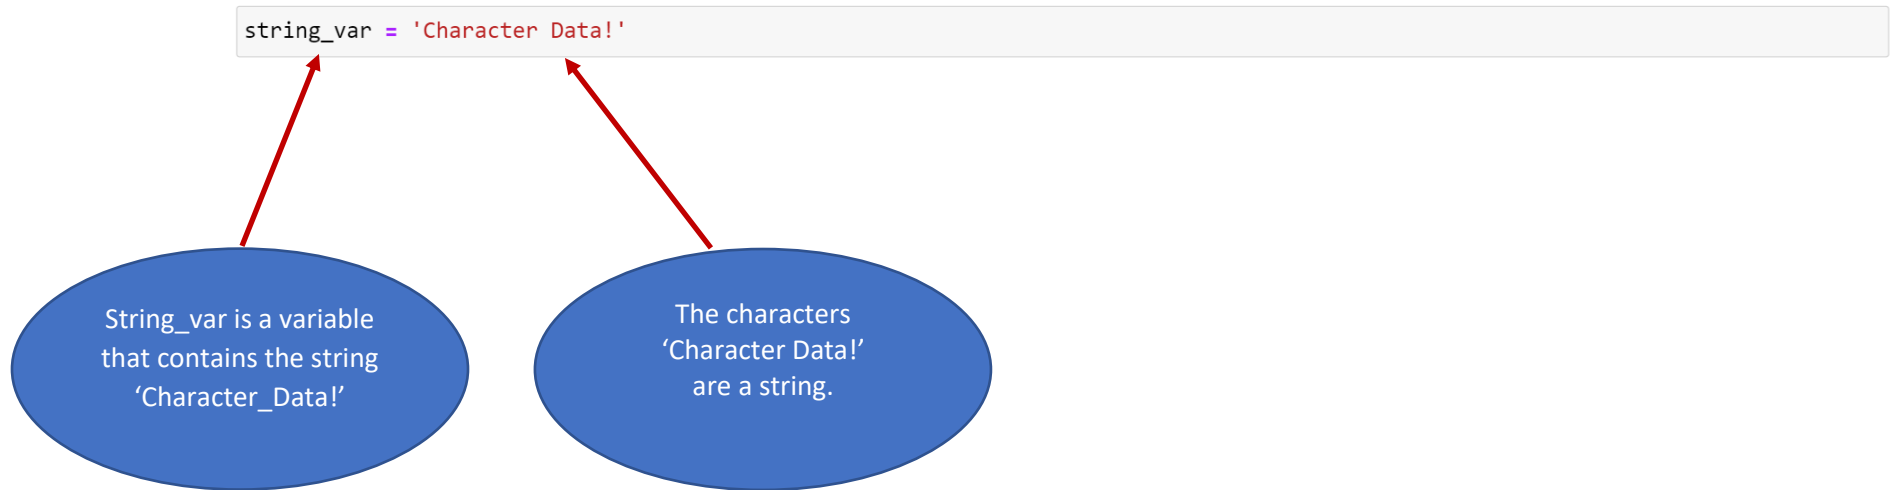 string_var = 'Character Data!'
String_var is a variable
that contains the string
‘Character_Data!’
The characters
‘Character Data!’
are a string.